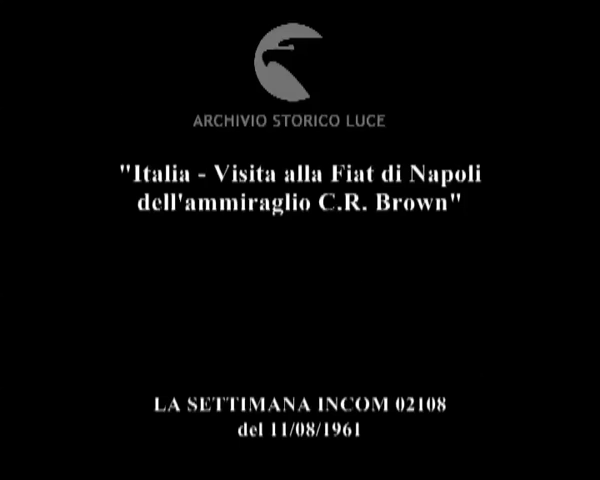 ARCHIVIO STORICO LUCE
"Italia - Visita alla Fiat di Napoli
dell'ammiraglio C.R. Brown"
LA SETTIMANA INCOM 02108
del 11/08/1961